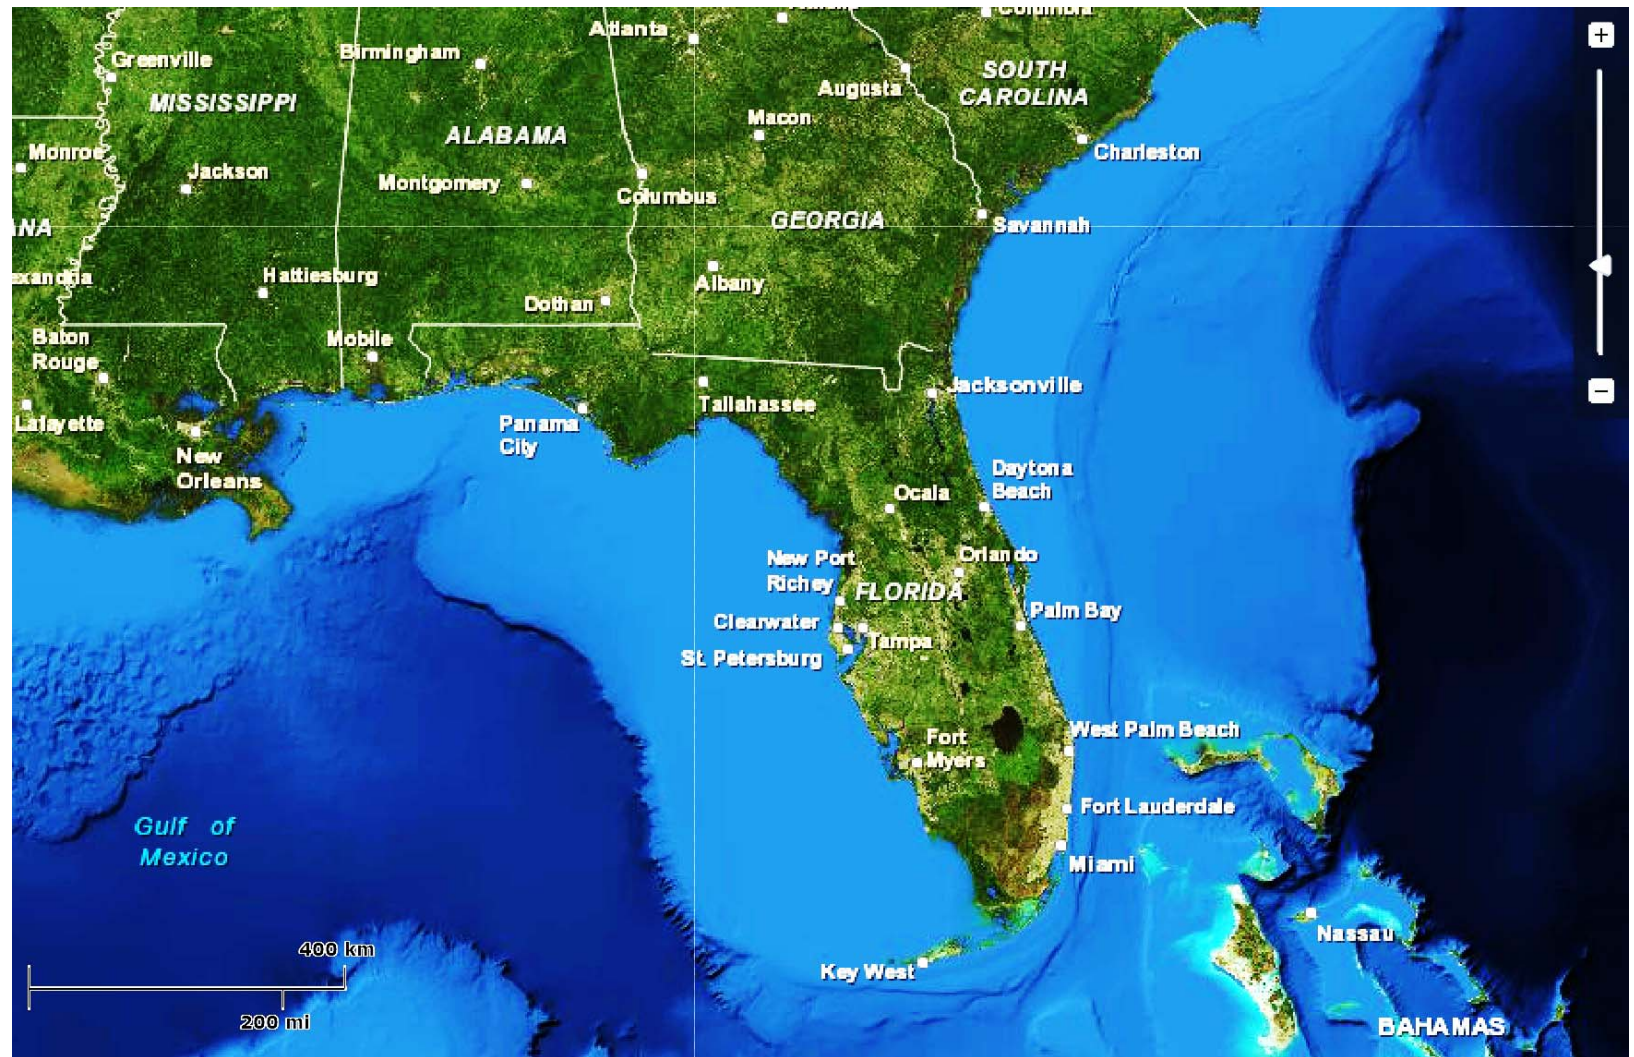 Columbia
Atlanta
Greenville
Birmingham
Augusta
SOUTH
CAROLINA
MISSISSIPPI
Macon
ALABAMA
Monroe
Charleston
Jackson
Montgomery
Columbus
GEORGIA
Savannah
Hattiesburg
Albany
Dothan
Baton
Rouge
Mobile
Jacksonville
Tallahassee
Lafayette
Panama
City
New
Orleans
Daytona
Beach
Ocala
New Port
Richey
Orlando
FLORIDA
Palm Bay
Clearwater
Tampa
St. Petersburg
West Palm Beach
Fort
Myers
Fort Lauderdale
Gulf of
Mexico
Miami
Nassau
400 km
Key West
200 mi
BAHAMAS